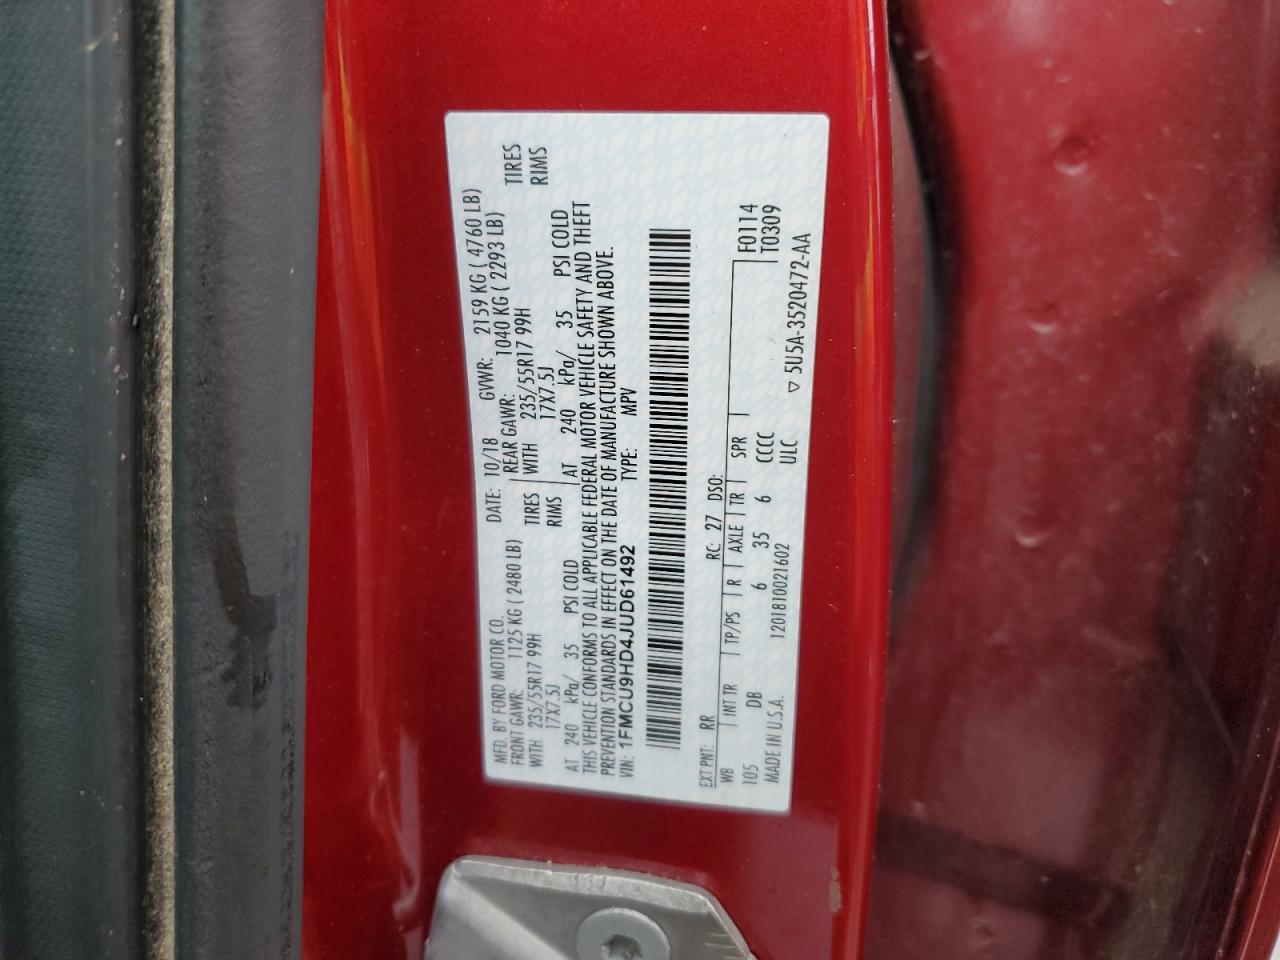 MFD. BY FORD MOTOR CO. DATE: 10/18 GVWR: 2159 KG ( 4760 LB)
FRONT GAWR: 1125 KG ( 2480 LB) REAR GAWR: 1040 KG ( 2293 LB)
WITH 235/55R17 99H TIRES WITH 235/55R17 99H TIRES
17X7.5J RIMS 17X7.5J RIMS
AT 240 kPa/ 35 PSI COLD AT 240 kPa/ 35 PSI COLD
THIS VEHICLE CONFORMS TO ALL APPLICABLE FEDERAL MOTOR VEHICLE SAFETY AND THEFT
PREVENTION STANDARDS IN EFFECT ON THE DATE OF MANUFACTURE SHOWN ABOVE.
VIN: 1FMCU9HD4JUD61492 TYPE: MPV
EXT PNT: RR RC: 27 DSO:
WB INT TR TP/PS R AXLE TR SPR F0114
105 DB 6 35 6 CCCC T0309
MADE IN U.S.A. 1201810021602 ULC ▽ 5U5A-3520472-AA